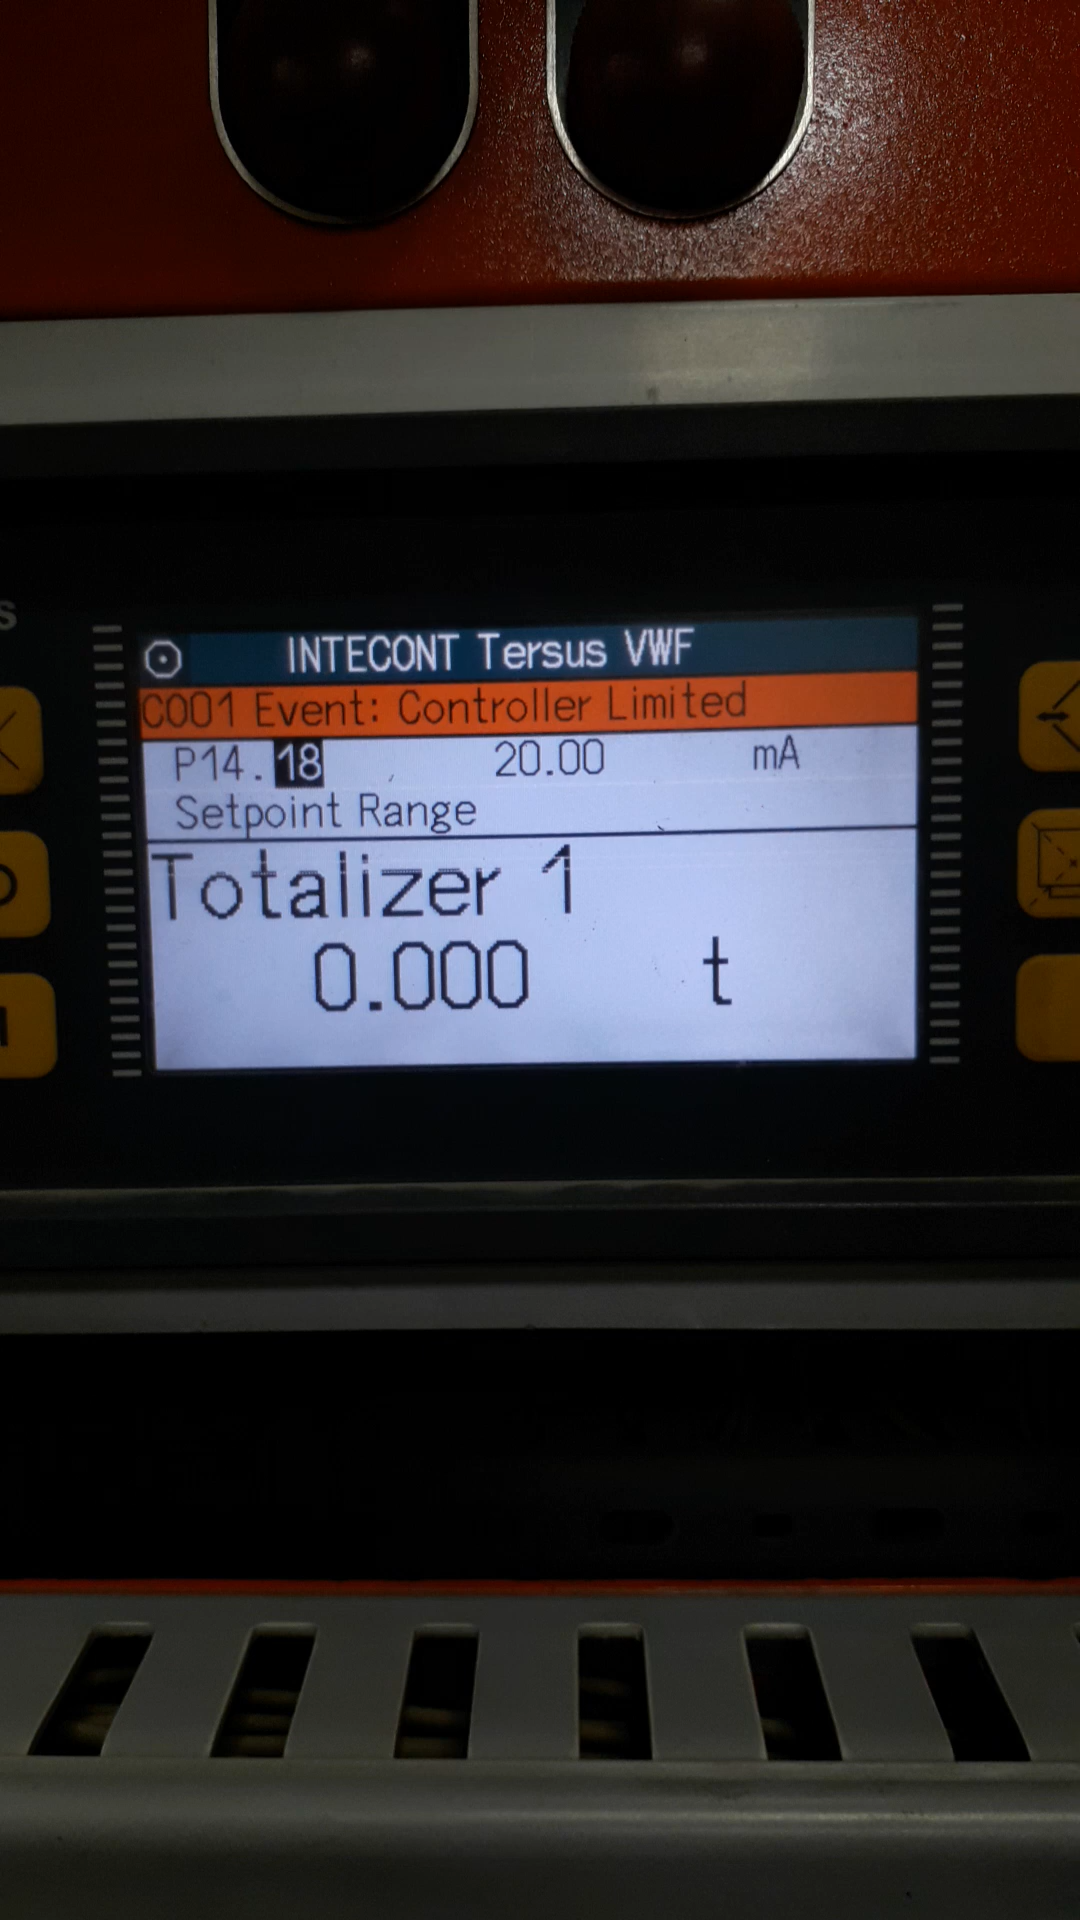 s
INTECONT Tersus VWF
C001 Event: Controller Limited
P14.18 20.00 mA
Setpoint Range
Totalizer 1
0.000 t